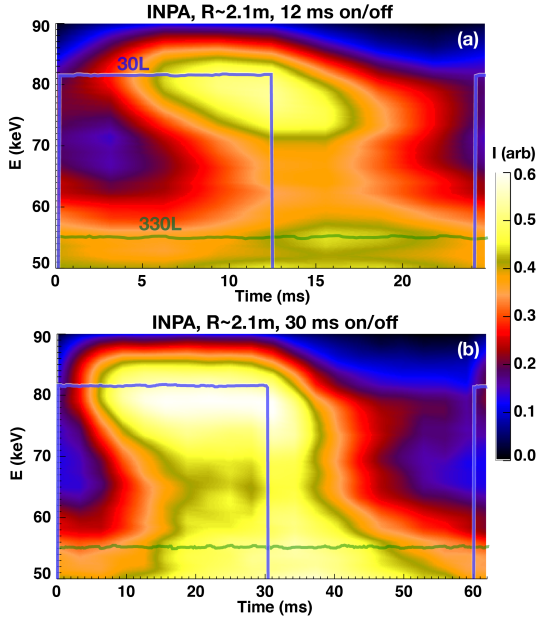 INPA, R~2.1m, 12 ms on/off
90
80
70
60
50
E (keV)
(a)
30L
330L
0
5
10
15
20
Time (ms)
I (arb)
0.6
0.5
0.4
0.3
0.2
0.1
0.0
INPA, R~2.1m, 30 ms on/off
90
80
70
60
50
E (keV)
(b)
0
10
20
30
40
50
60
Time (ms)